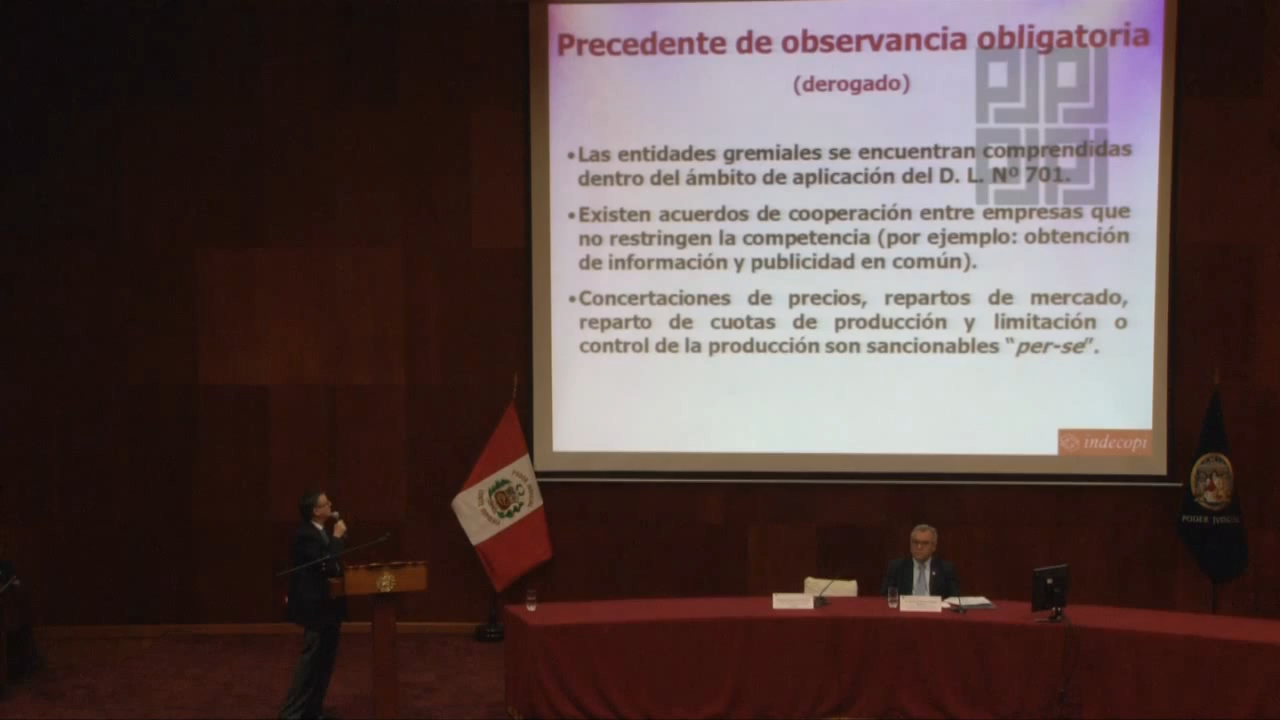 Precedente de observancia obligatoria
(derogado)
•Las entidades gremiales se encuentran comprendidas
dentro del ámbito de aplicación del D. L. Nº 701.
•Existen acuerdos de cooperación entre empresas que
no restringen la competencia (por ejemplo: obtención
de información y publicidad en común).
•Concertaciones de precios, repartos de mercado,
reparto de cuotas de producción y limitación o
control de la producción son sancionables "per-se".
indecopi
PODER JUDICIAL